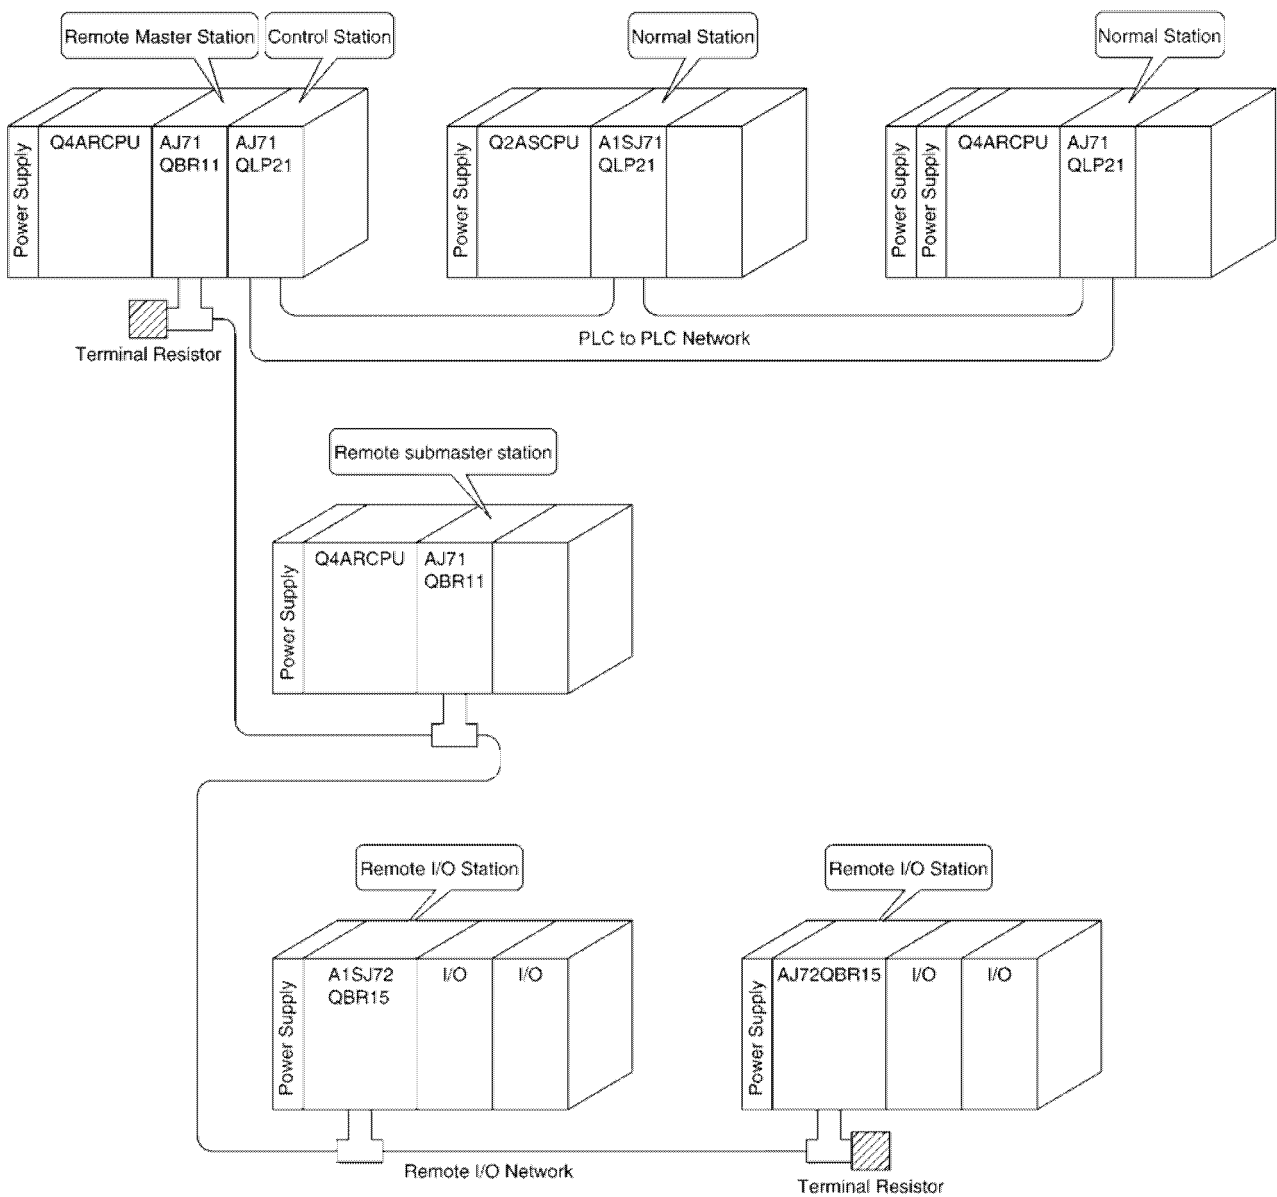 Remote Master Station
Control Station
Normal Station
Normal Station
Power Supply
Q4ARCPU
AJ71
QBR11
AJ71
QLP21
Power Supply
Q2ASCPU
A1SJ71
QLP21
Power Supply
Power Supply
Q4ARCPU
AJ71
QLP21
Terminal Resistor
PLC to PLC Network
Remote submaster station
Power Supply
Q4ARCPU
AJ71
QBR11
Remote I/O Station
Remote I/O Station
Power Supply
A1SJ72
QBR15
I/O
I/O
Power Supply
AJ72QBR15
I/O
I/O
Remote I/O Network
Terminal Resistor